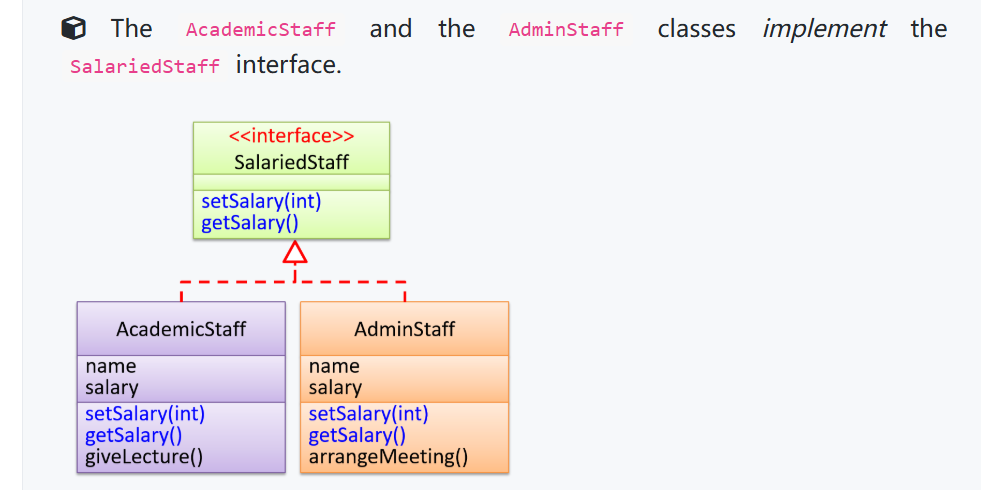 The AcademicStaff and the AdminStaff classes implement the
SalariedStaff interface.
<<interface>>
SalariedStaff
setSalary(int)
getSalary()
AcademicStaff
name
salary
setSalary(int)
getSalary()
giveLecture()
AdminStaff
name
salary
setSalary(int)
getSalary()
arrangeMeeting()